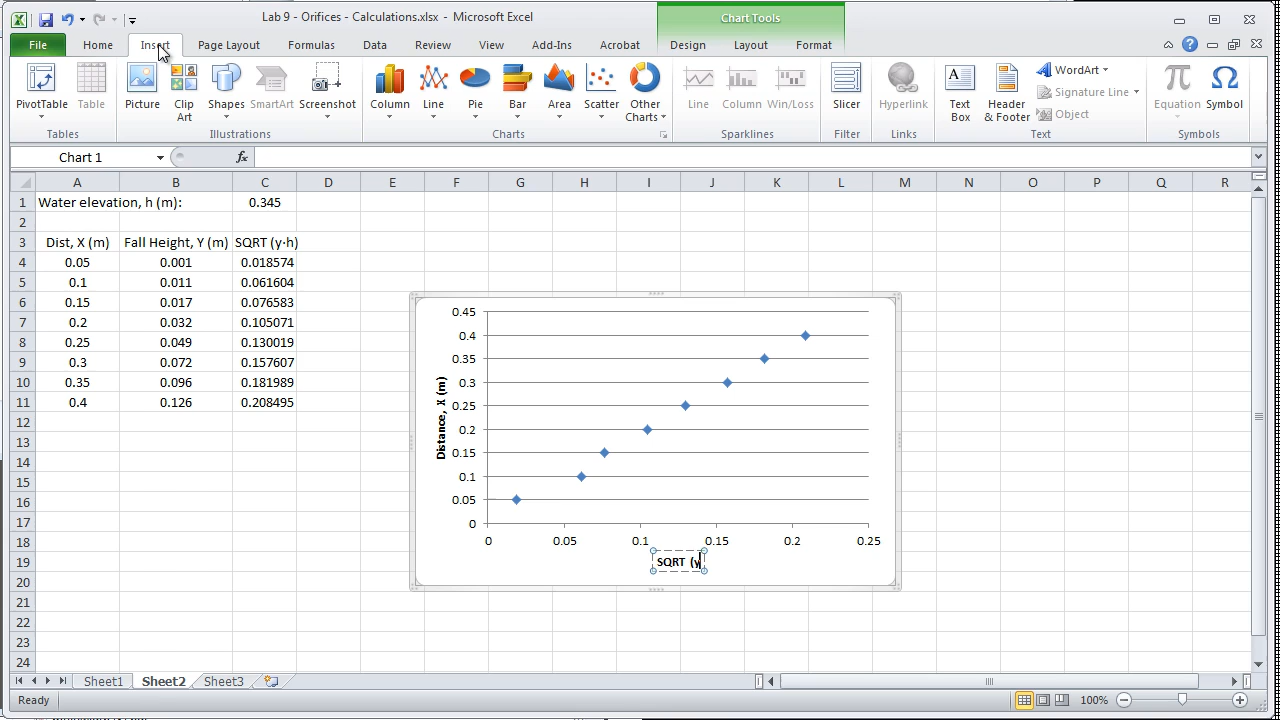 Lab 9 - Orifices - Calculations.xlsx - Microsoft Excel
Chart Tools
File Home Insert Page Layout Formulas Data Review View Add-Ins Acrobat Design Layout Format
PivotTable Table Picture Clip Art Shapes SmartArt Screenshot Column Line Pie Bar Area Scatter Other Charts Line Column Win/Loss Slicer Hyperlink Text Box Header & Footer WordArt Signature Line Object Equation Symbol
Tables Illustrations Charts Sparklines Filter Links Text Symbols
Chart 1 fx
A B C D E F G H I J K L M N O P Q R
1 Water elevation, h (m): 0.345
2
3 Dist, X (m) Fall Height, Y (m) SQRT (y·h)
4 0.05 0.001 0.018574
5 0.1 0.011 0.061604
6 0.15 0.017 0.076583
7 0.2 0.032 0.105071
8 0.25 0.049 0.130019
9 0.3 0.072 0.157607
10 0.35 0.096 0.181989
11 0.4 0.126 0.208495
12
13
14
15
16
17
18
19
20
21
22
23
24
0.45
0.4
0.35
0.3
0.25
0.2
0.15
0.1
0.05
0
Distance, X (m)
0 0.05 0.1 0.15 0.2 0.25
SQRT (y
Sheet1 Sheet2 Sheet3
Ready 100%